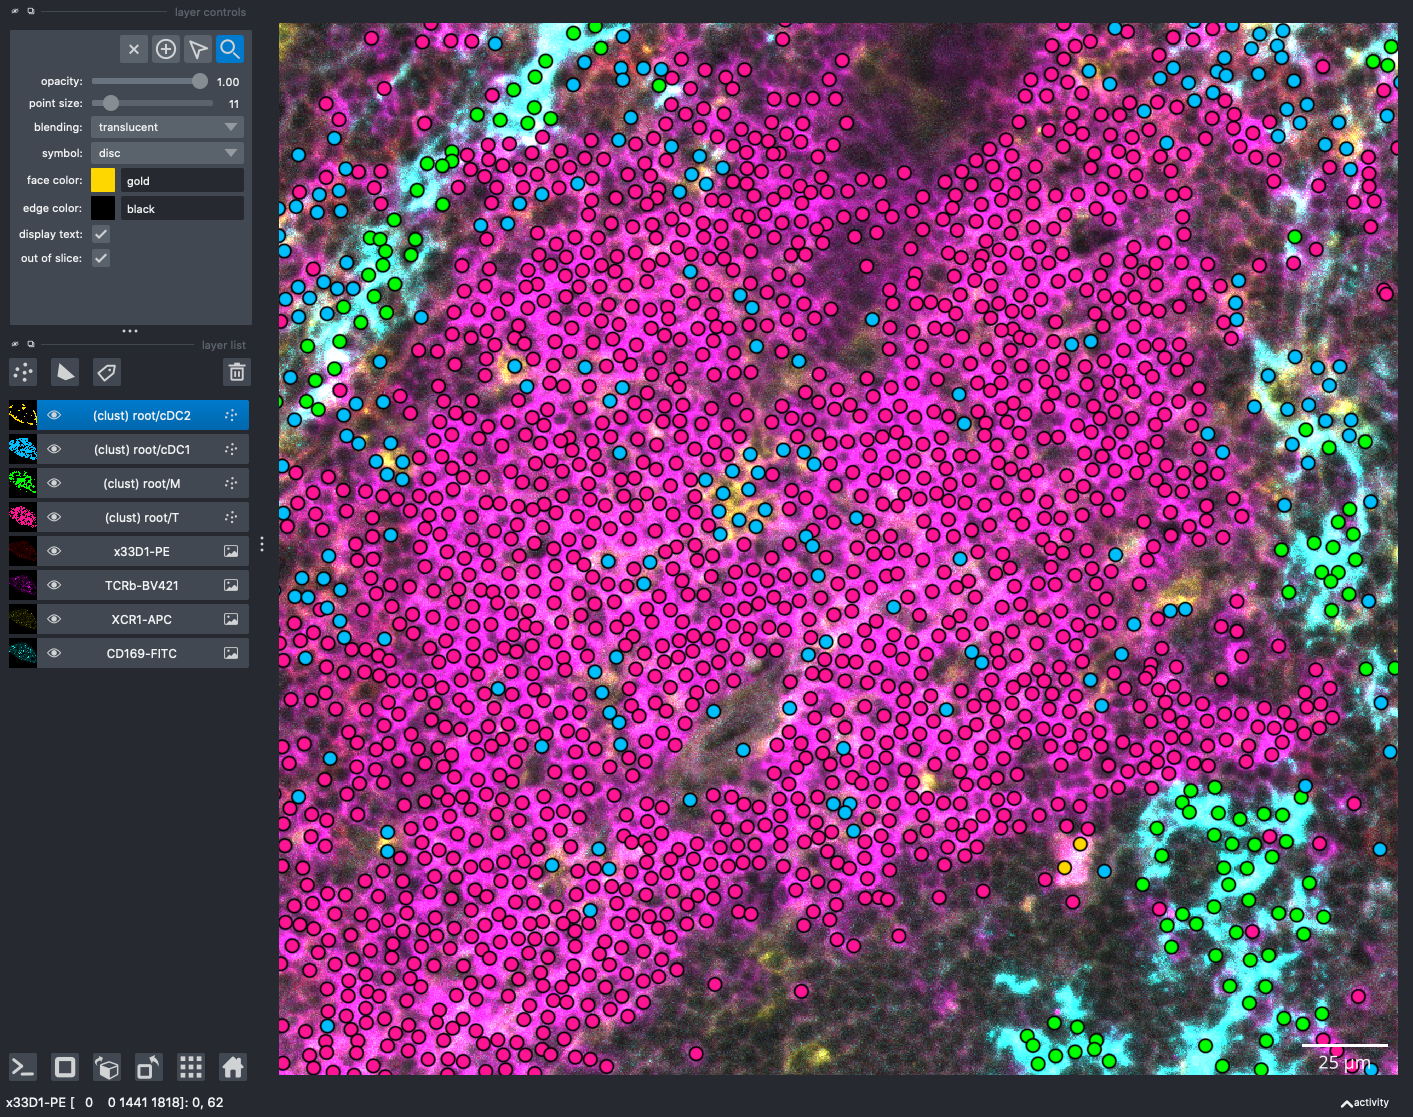 layer controls
opacity: 1.00
point size: 11
blending: translucent
symbol: disc
face color: gold
edge color: black
display text:
out of slice:
layer list
(clust) root/cDC2
(clust) root/cDC1
(clust) root/M
(clust) root/T
x33D1-PE
TCRb-BV421
XCR1-APC
CD169-FITC
25 µm
x33D1-PE [ 0 0 1441 1818]: 0, 62
activity